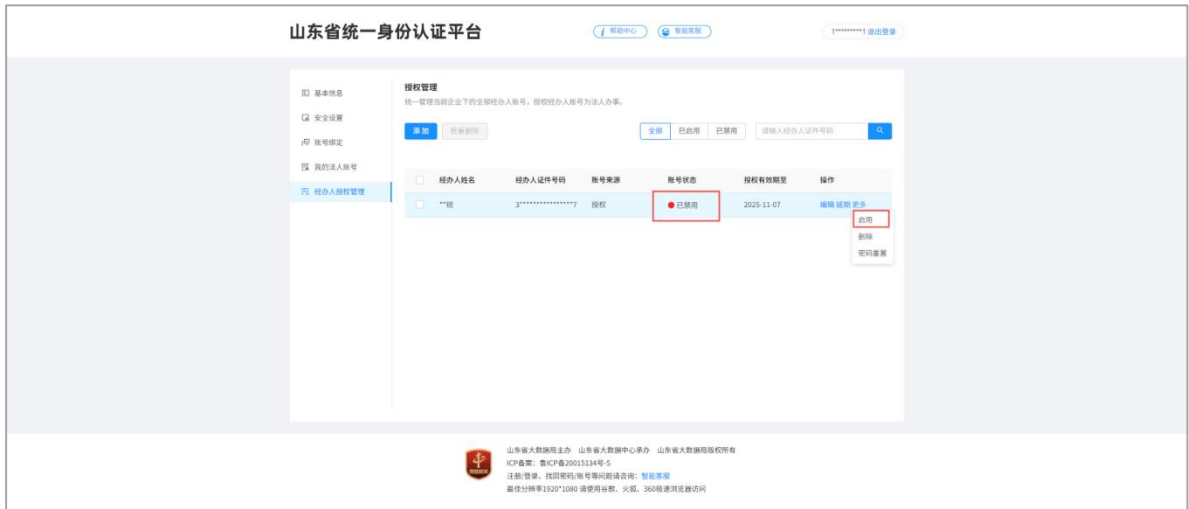 山东省统一身份认证平台
帮助中心 智能客服
1*********1 退出登录
基本信息
安全设置
账号绑定
我的法人账号
经办人授权管理
授权管理
统一管理当前企业下的全部经办人账号，授权经办人账号为法人办事。
添加 批量删除 全部 已启用 已禁用 请输入经办人证件号码
经办人姓名 经办人证件号码 账号来源 账号状态 授权有效期至 操作
3****************7 授权 已禁用 2025-11-07 编辑 延期 更多
启用
删除
密码重置
山东省大数据局主办 山东省大数据中心承办 山东省大数据局版权所有
ICP备案：鲁ICP备20015134号-5
注册/登录、找回密码/账号等问题请咨询：智能客服
最佳分辨率1920*1080 请使用谷歌、火狐、360极速浏览器访问